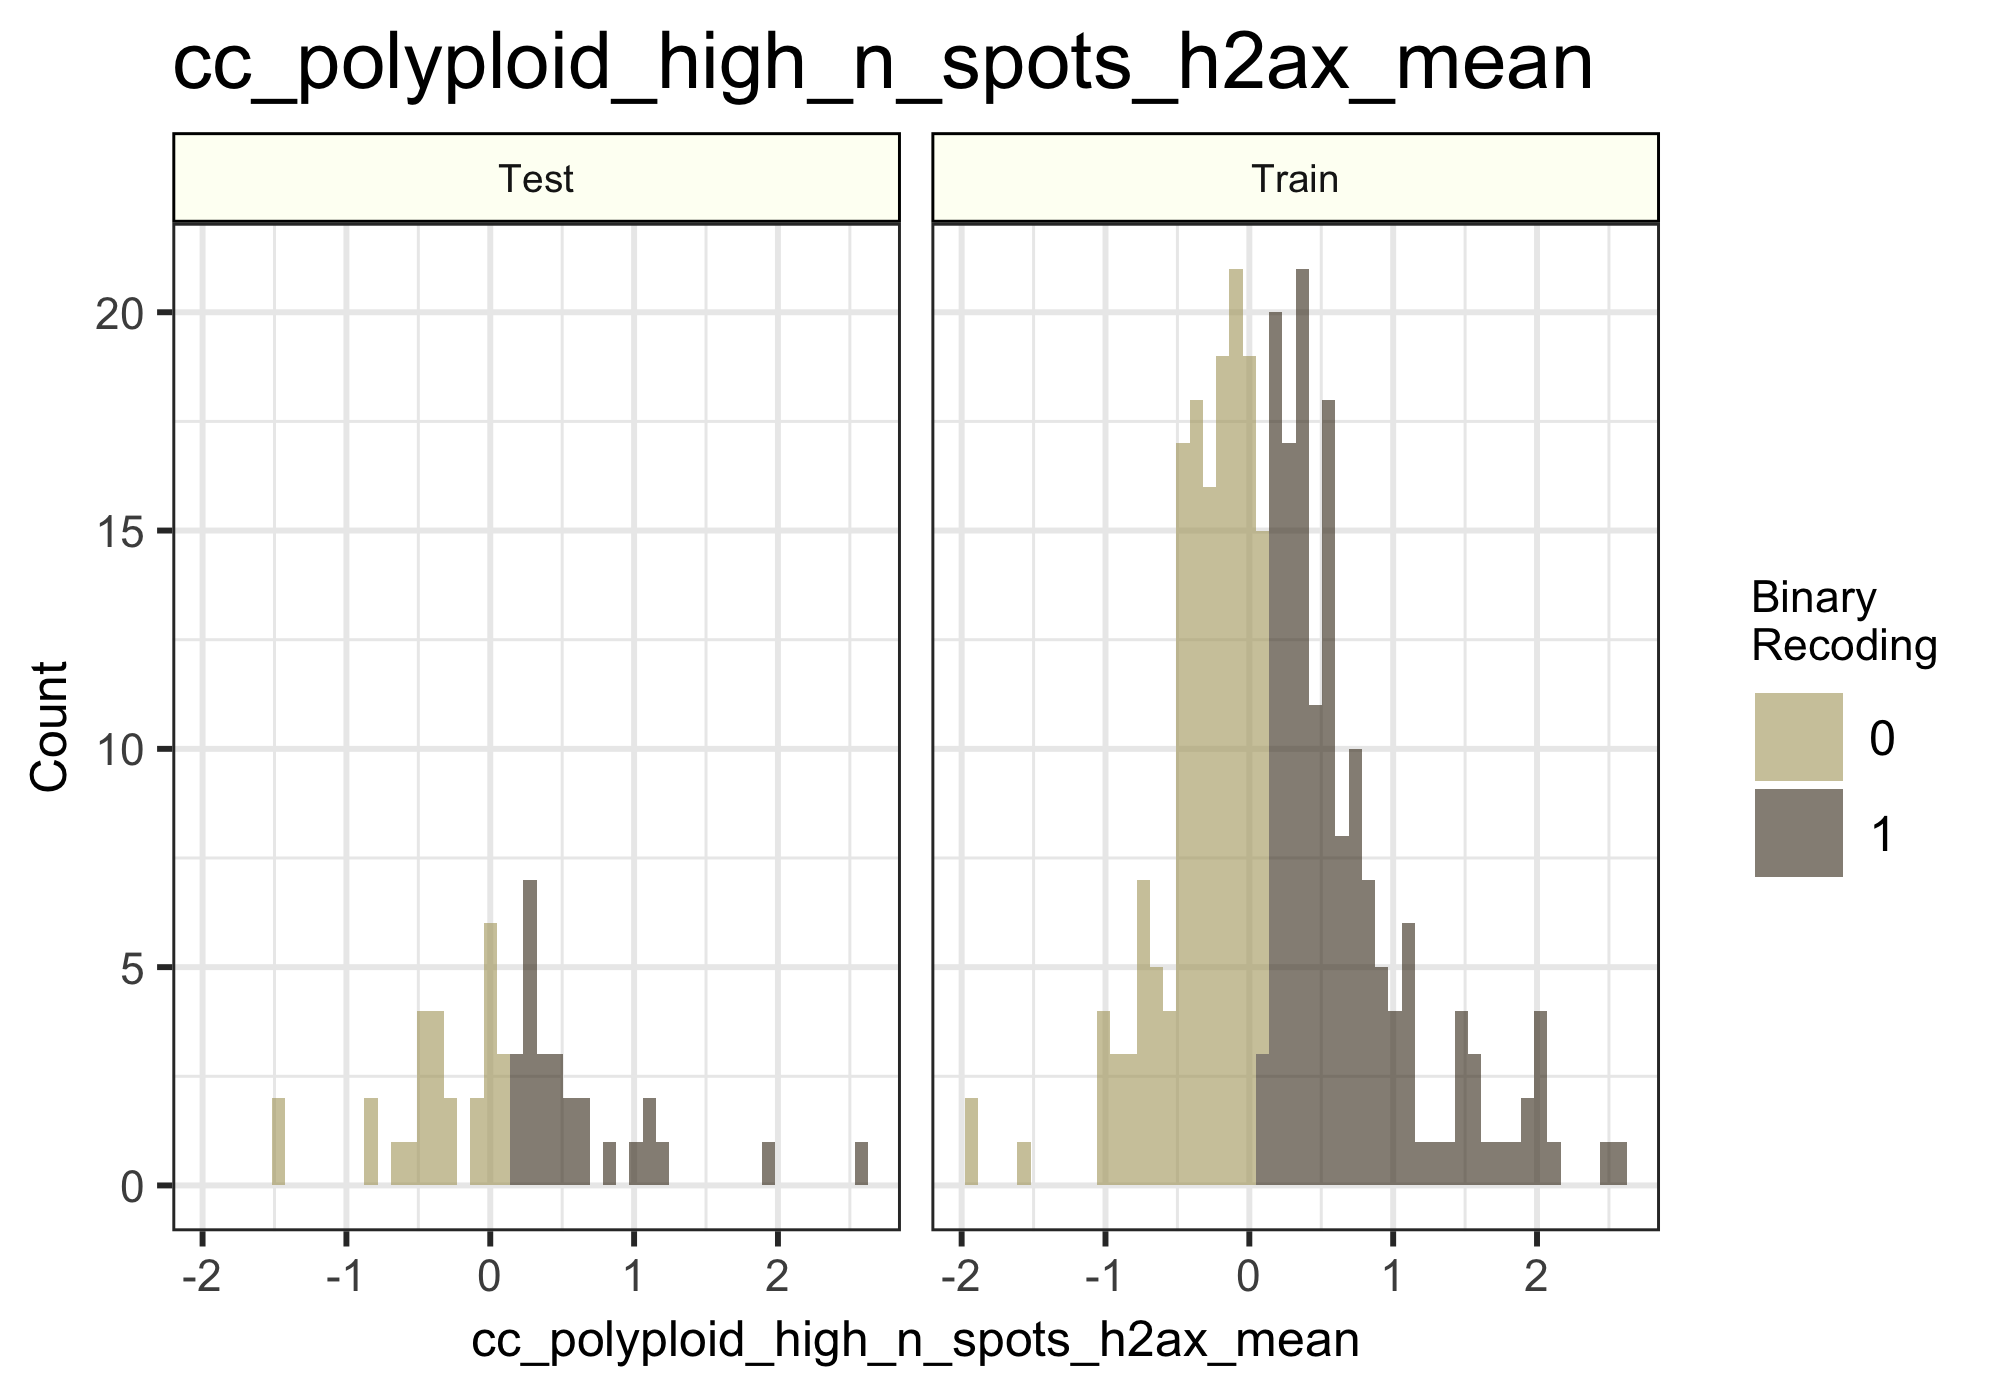 cc_polyploid_high_n_spots_h2ax_mean
Test
Train
20
15
10
5
0
Count
-2
-1
0
1
2
-2
-1
0
1
2
cc_polyploid_high_n_spots_h2ax_mean
Binary
Recoding
0
1